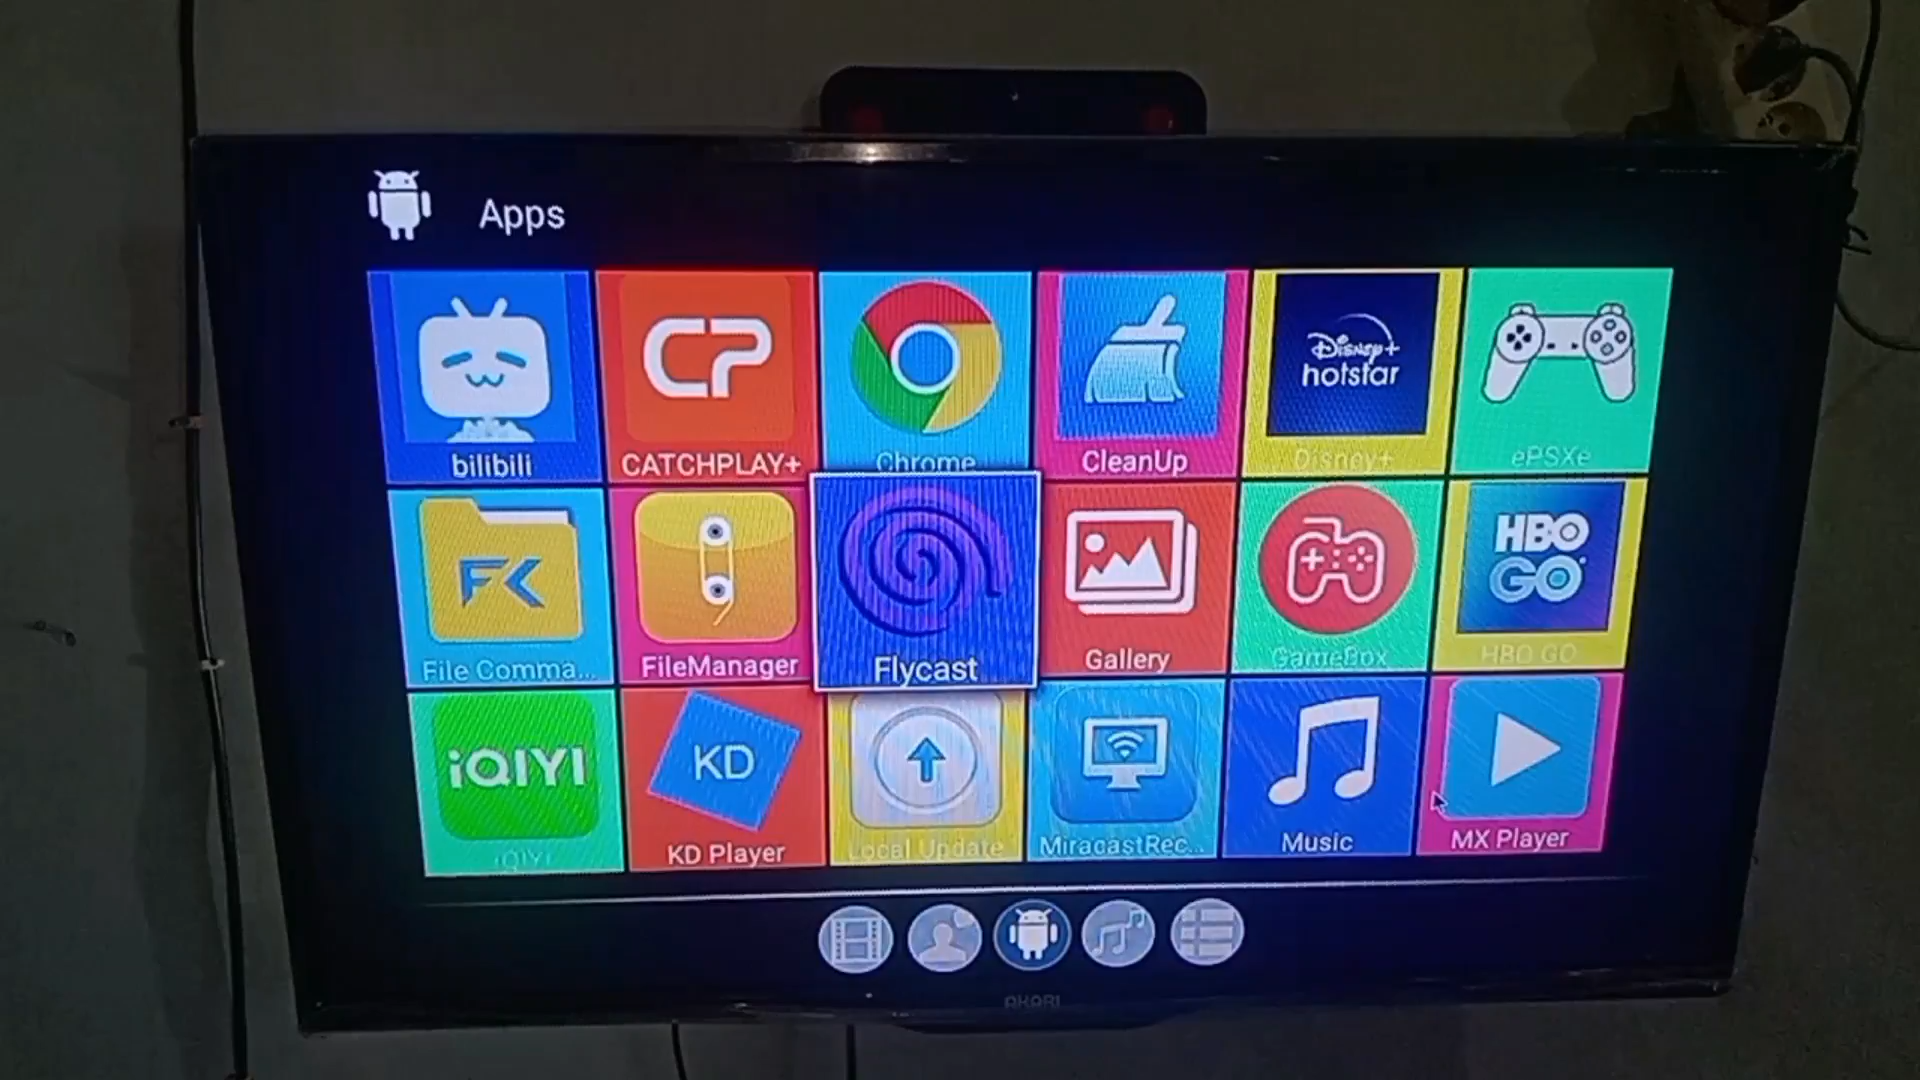 Apps
bilibili
CP
CATCHPLAY+
Chrome
CleanUp
Disney+
hotstar
Disney+
ePSXe
FK
File Comma...
FileManager
Flycast
Gallery
GameBox
HBO
GO
HBO GO
iQIYI
iQIYI
KD
KD Player
Local Update
MiracastRec...
Music
MX Player
AKARI